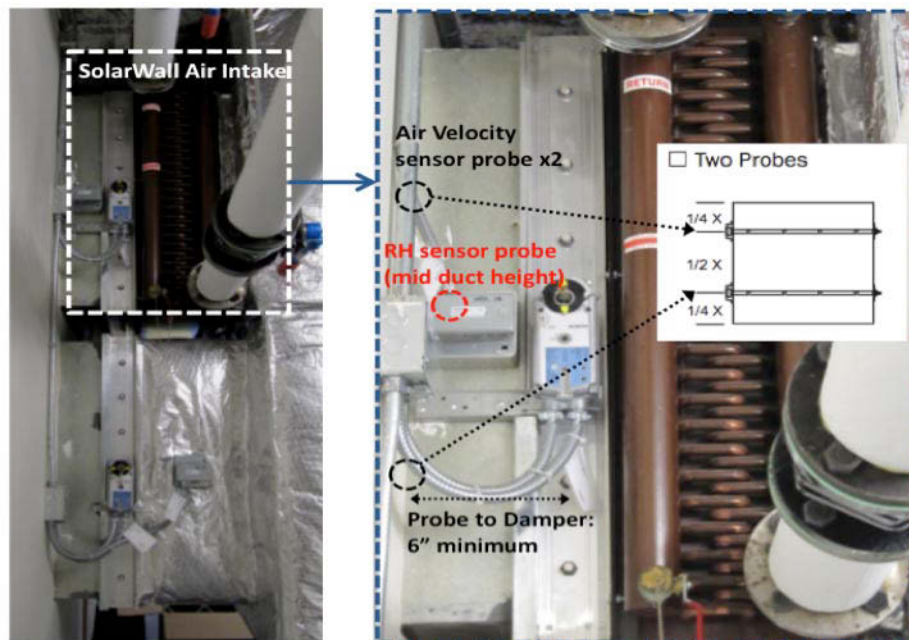 SolarWall Air Intake
Air Velocity
sensor probe x2
RH sensor probe
(mid duct height)
Probe to Damper:
6” minimum
RETURN
☐ Two Probes
1/4 X
1/2 X
1/4 X